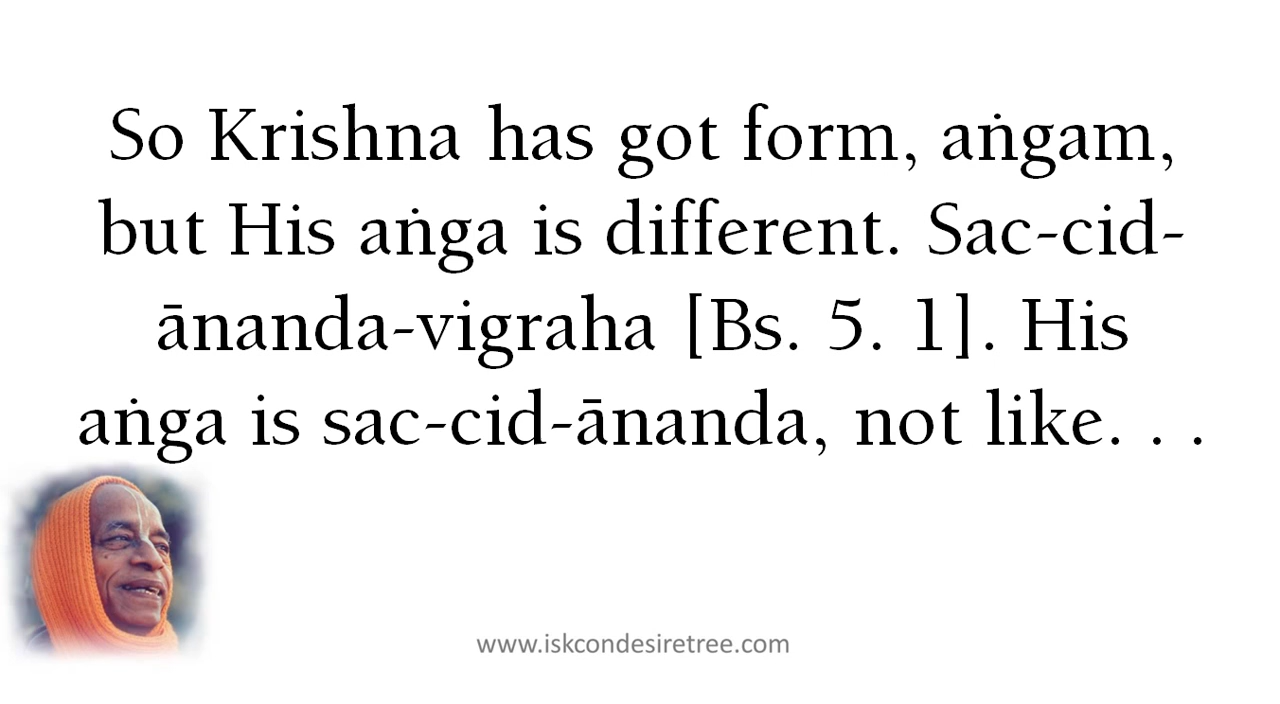 So Krishna has got form, aṅgam,
but His aṅga is different. Sac-cid-
ānanda-vigraha [Bs. 5. 1]. His
aṅga is sac-cid-ānanda, not like. . .
www.iskcondesiretree.com